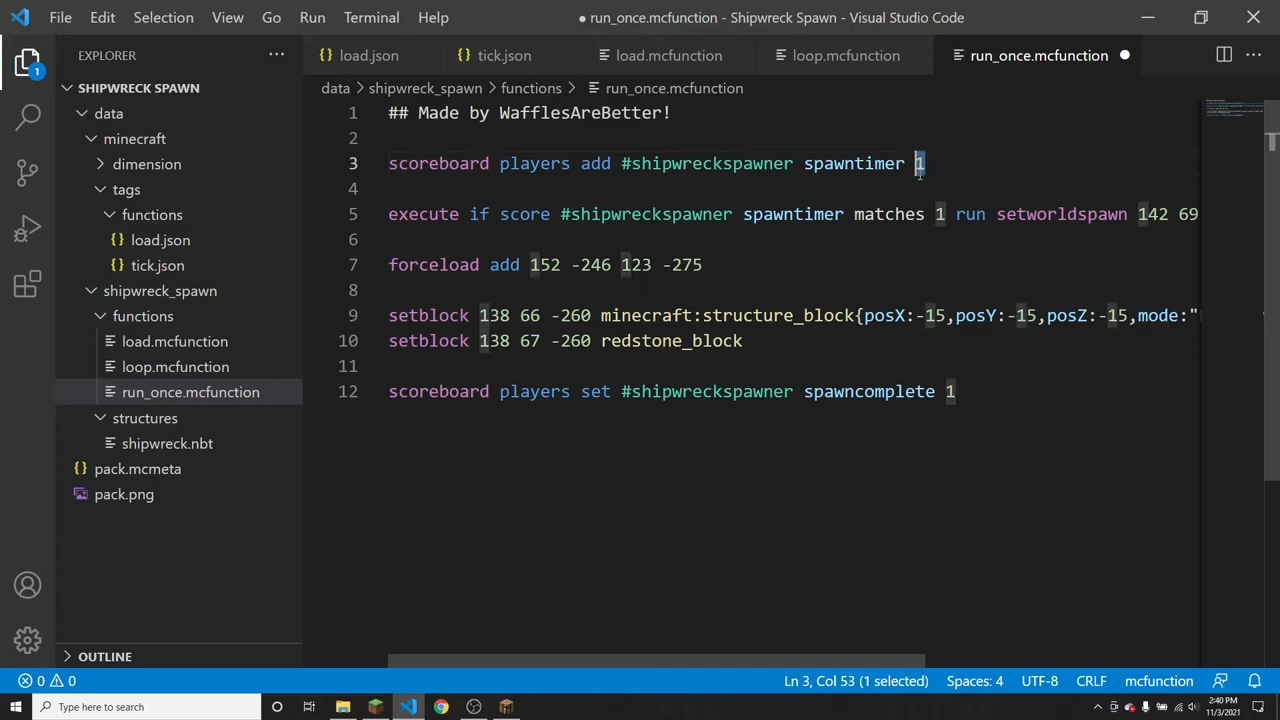 File Edit Selection View Go Run Terminal Help
● run_once.mcfunction - Shipwreck Spawn - Visual Studio Code
EXPLORER
load.json
tick.json
load.mcfunction
loop.mcfunction
run_once.mcfunction
data > shipwreck_spawn > functions > run_once.mcfunction
1
SHIPWRECK SPAWN
data
minecraft
dimension
tags
functions
load.json
tick.json
shipwreck_spawn
functions
load.mcfunction
loop.mcfunction
run_once.mcfunction
structures
shipwreck.nbt
pack.mcmeta
pack.png
OUTLINE
1 ## Made by WafflesAreBetter!
2
3 scoreboard players add #shipwreckspawner spawntimer 1
4
5 execute if score #shipwreckspawner spawntimer matches 1 run setworldspawn 142 69
6
7 forceload add 152 -246 123 -275
8
9 setblock 138 66 -260 minecraft:structure_block{posX:-15,posY:-15,posZ:-15,mode:"
10 setblock 138 67 -260 redstone_block
11
12 scoreboard players set #shipwreckspawner spawncomplete 1
0 0
Ln 3, Col 53 (1 selected) Spaces: 4 UTF-8 CRLF mcfunction
Type here to search
2:40 PM
11/3/2021